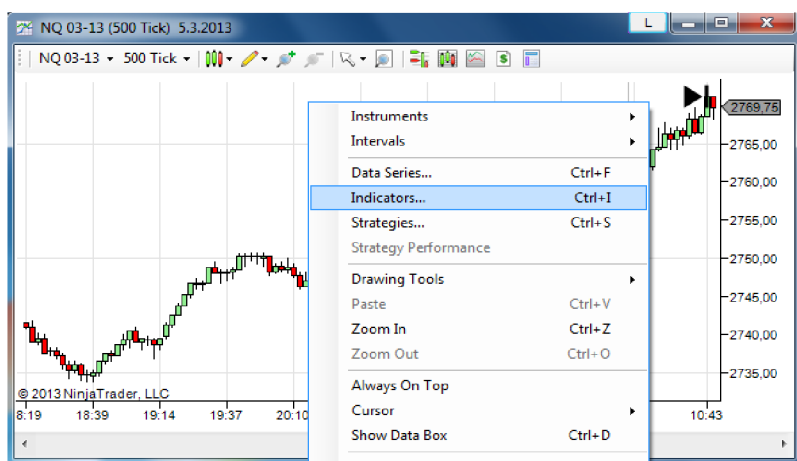 NQ 03-13 (500 Tick) 5.3.2013
L
NQ 03-13 500 Tick
Instruments
Intervals
Data Series... Ctrl+F
Indicators... Ctrl+I
Strategies... Ctrl+S
Strategy Performance
Drawing Tools
Paste Ctrl+V
Zoom In Ctrl+Z
Zoom Out Ctrl+O
Always On Top
Cursor
Show Data Box Ctrl+D
2769,75
2765,00
2760,00
2755,00
2750,00
2745,00
2740,00
2735,00
© 2013 NinjaTrader, LLC
8:19 18:39 19:14 19:37 20:10 10:43